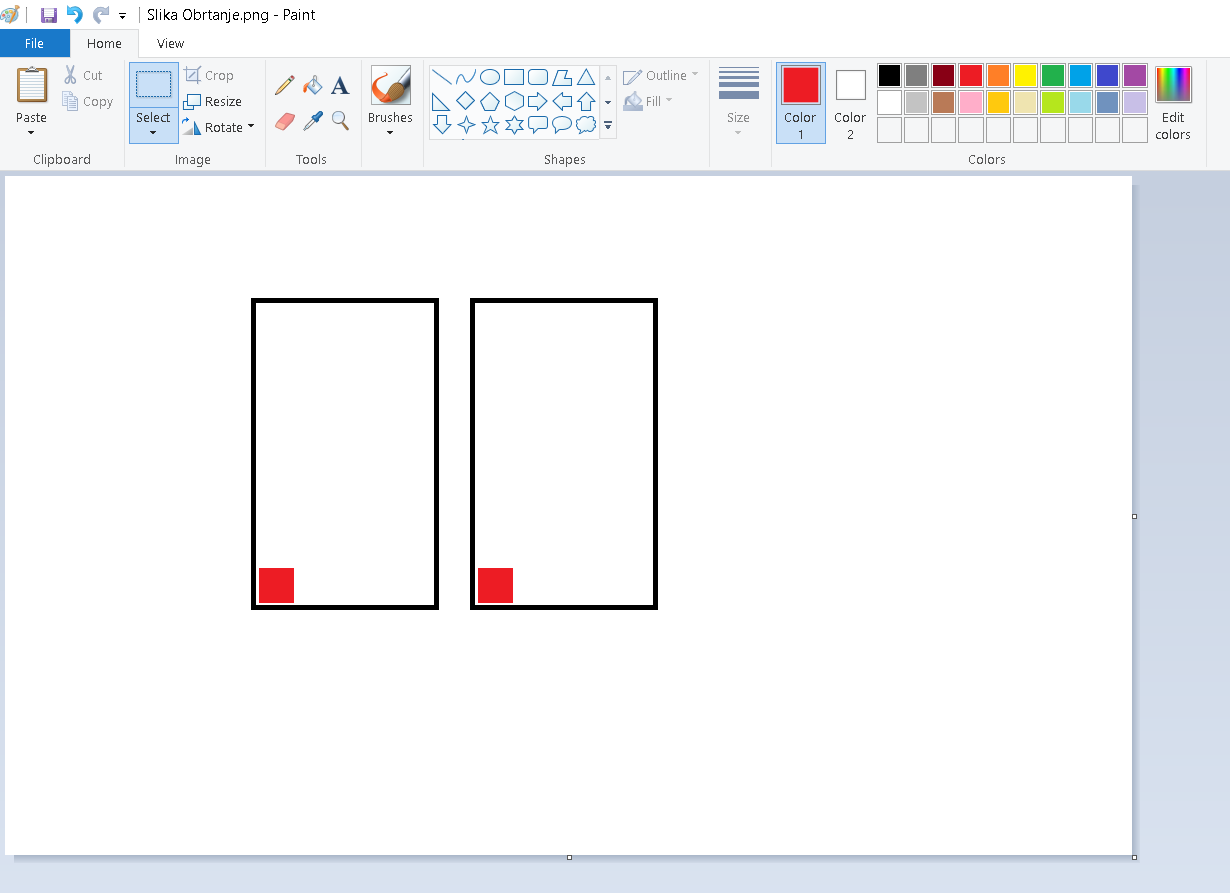 Slika Obrtanje.png - Paint
File Home View
Paste
Cut
Copy
Clipboard
Select
Crop
Resize
Rotate
Image
A
Tools
Brushes
Shapes
Outline
Fill
Size
Color
1
Color
2
Colors
Edit
colors